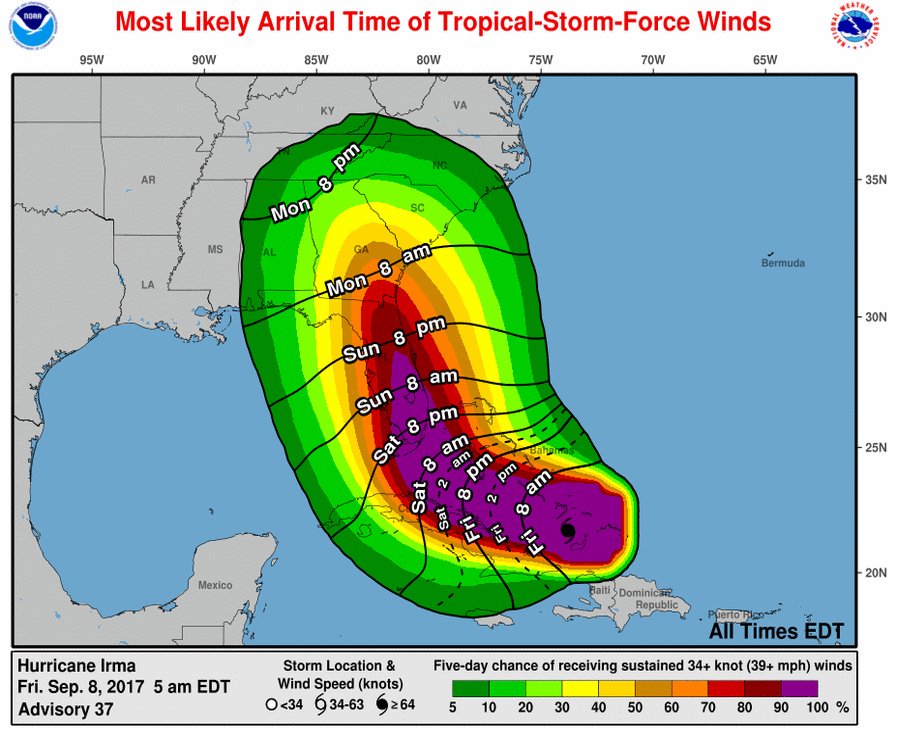 Most Likely Arrival Time of Tropical-Storm-Force Winds
NOAA
NATIONAL WEATHER SERVICE
95W 90W 85W 80W 75W 70W 65W
KY
VA
TN
NC
AR
35N
SC
MS
AL
GA
LA
Bermuda
30N
25N
Bahamas
20N
Mexico
Haiti
Dominican
Republic
Puerto Rico
Mon 8 pm
Mon 8 am
Sun 8 pm
Sun 8 am
Sat 8 pm
Sat 8 am
Sat 2 am
Fri 8 pm
Fri 2 pm
Fri 8 am
All Times EDT
Hurricane Irma
Fri. Sep. 8, 2017 5 am EDT
Advisory 37
Storm Location &
Wind Speed (knots)
<34 34-63 ≥64
Five-day chance of receiving sustained 34+ knot (39+ mph) winds
5 10 20 30 40 50 60 70 80 90 100 %